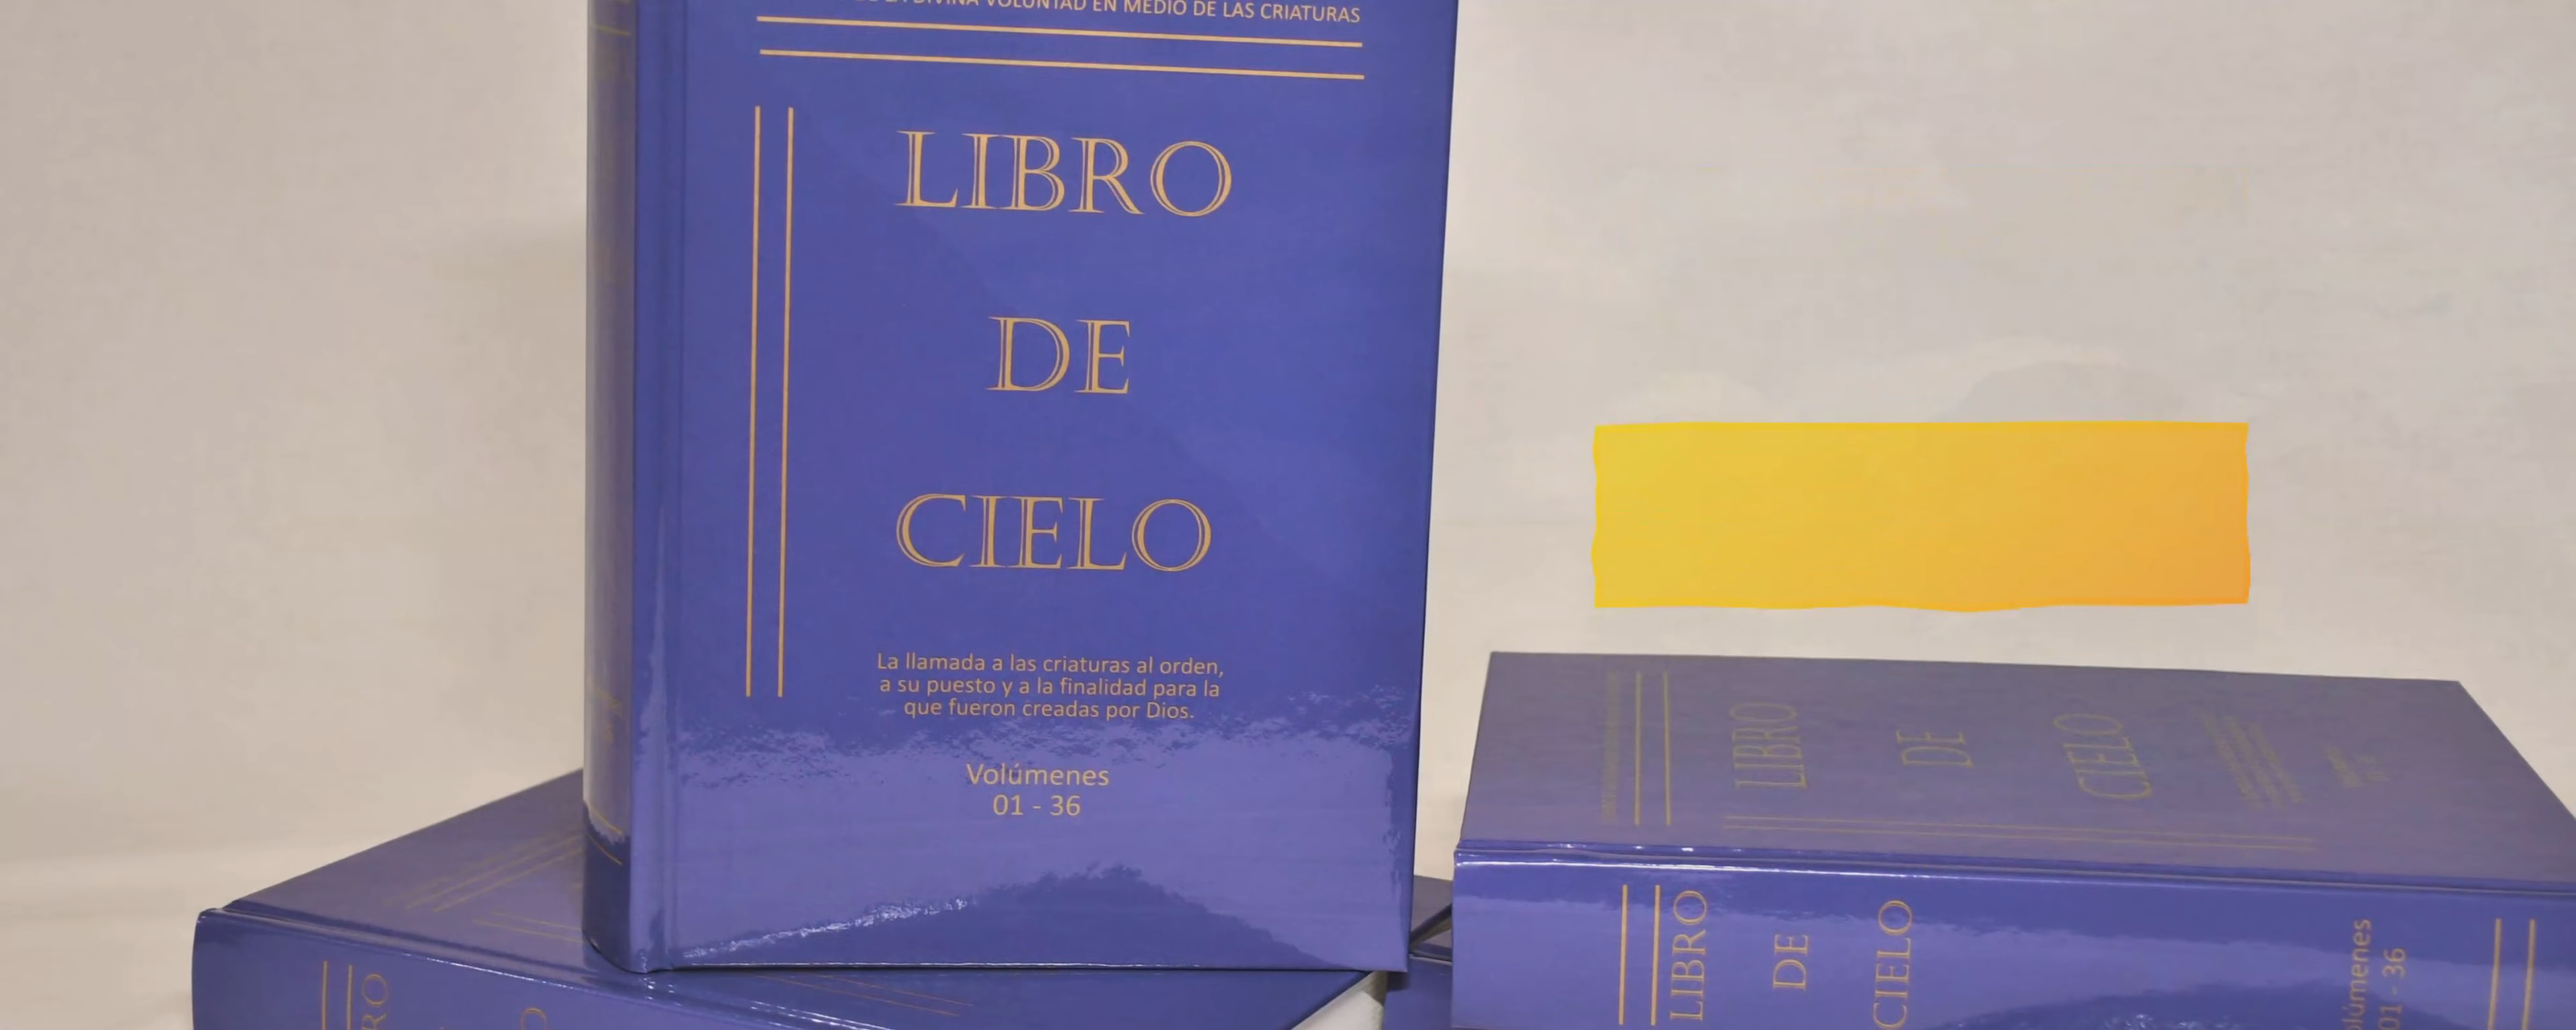 LA DIVINA VOLUNTAD EN MEDIO DE LAS CRIATURAS
LIBRO
DE
CIELO
La llamada a las criaturas al orden,
a su puesto y a la finalidad para la
que fueron creadas por Dios.
Volúmenes
01 - 36
LIBRO
DE
CIELO
LIBRO
DE
CIELO
Volúmenes
01 - 36